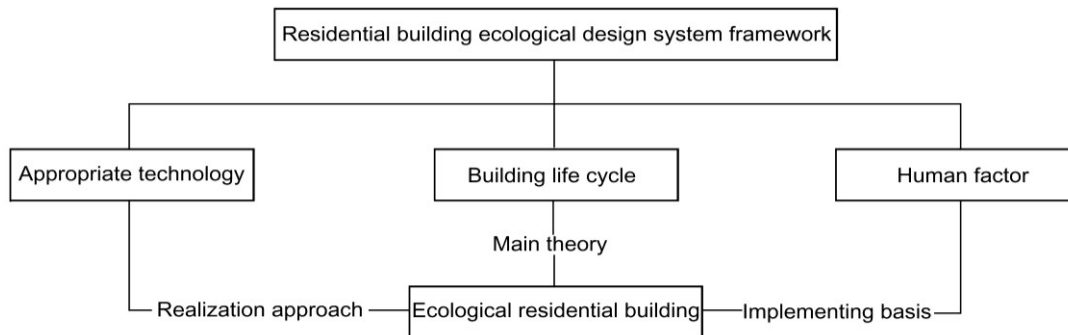 Residential building ecological design system framework
Appropriate technology
Building life cycle
Human factor
Main theory
Realization approach
Ecological residential building
Implementing basis